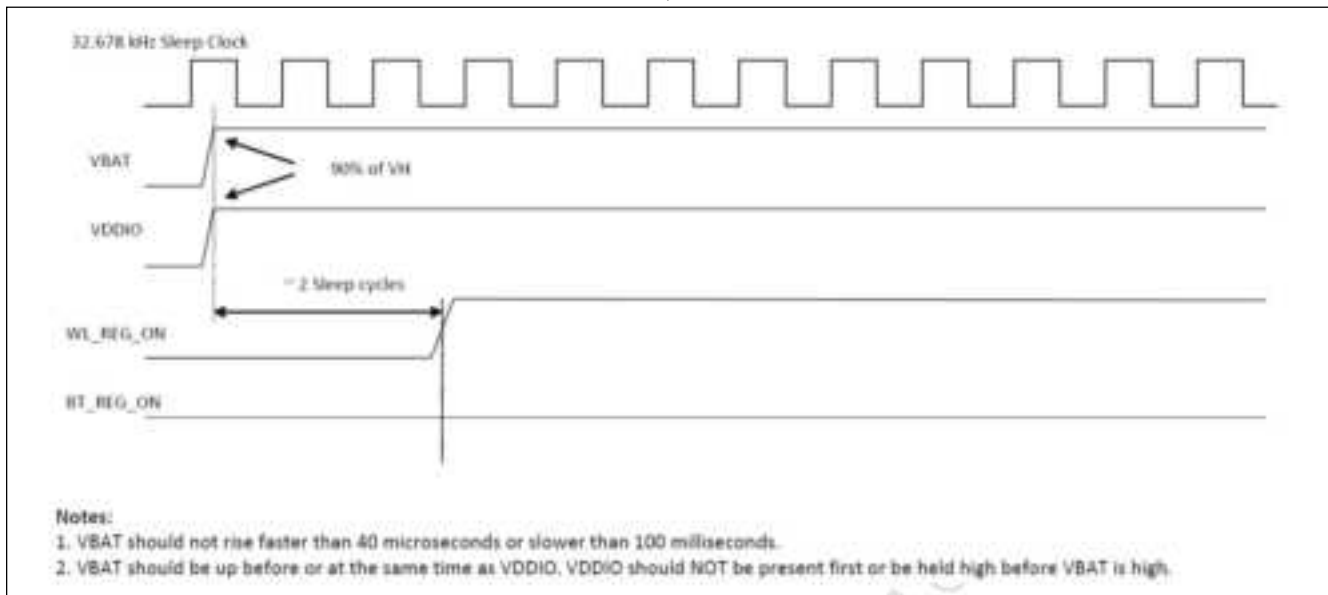 32.678 kHz Sleep Clock
VBAT
90% of VH
VDDIO
~ 2 Sleep cycles
WL_REG_ON
BT_REG_ON
Notes:
1. VBAT should not rise faster than 40 microseconds or slower than 100 milliseconds.
2. VBAT should be up before or at the same time as VDDIO. VDDIO should NOT be present first or be held high before VBAT is high.